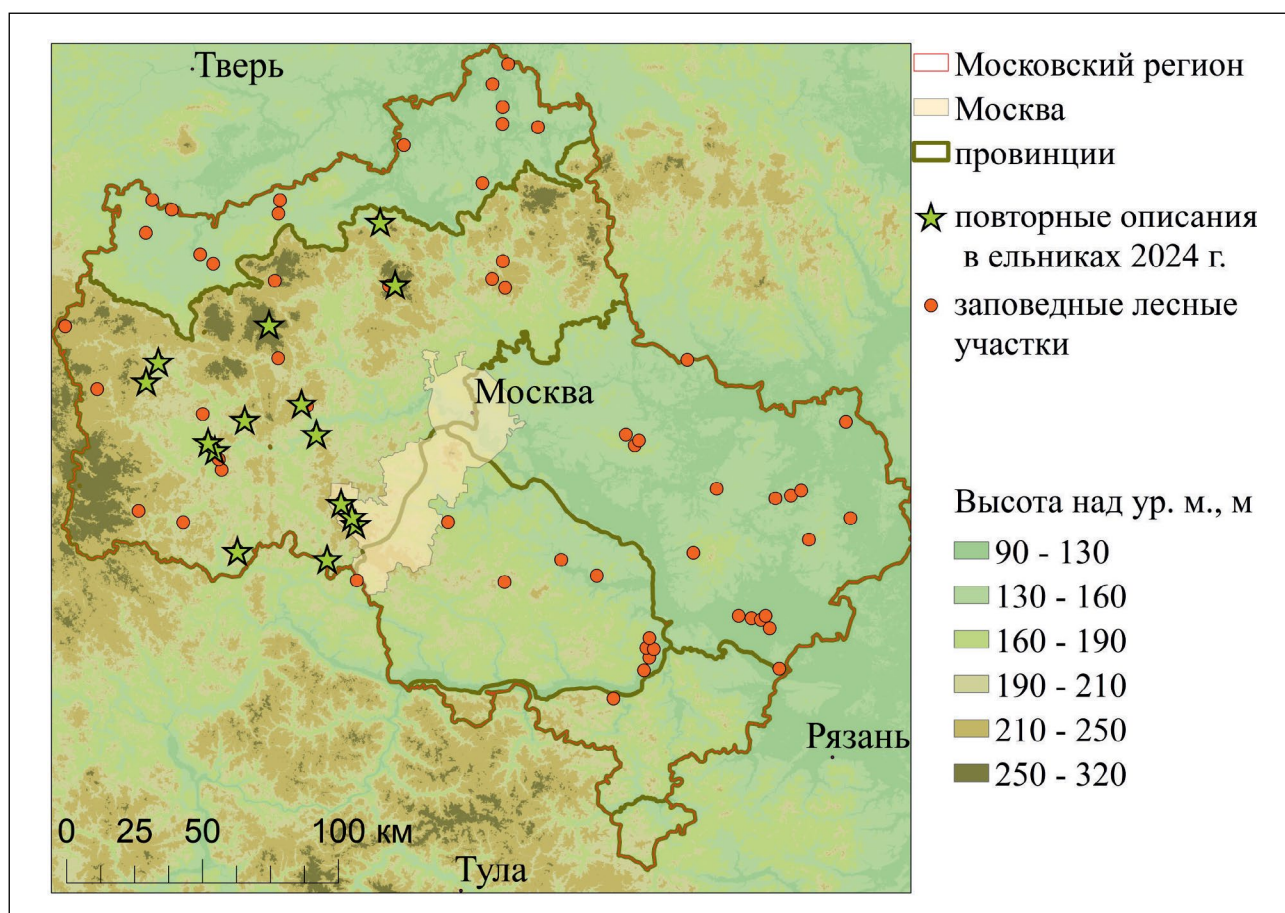 Тверь
Москва
Рязань
Тула
0 25 50 100 км
Московский регион
Москва
провинции
повторные описания
в ельниках 2024 г.
заповедные лесные
участки
Высота над ур. м., м
90 - 130
130 - 160
160 - 190
190 - 210
210 - 250
250 - 320